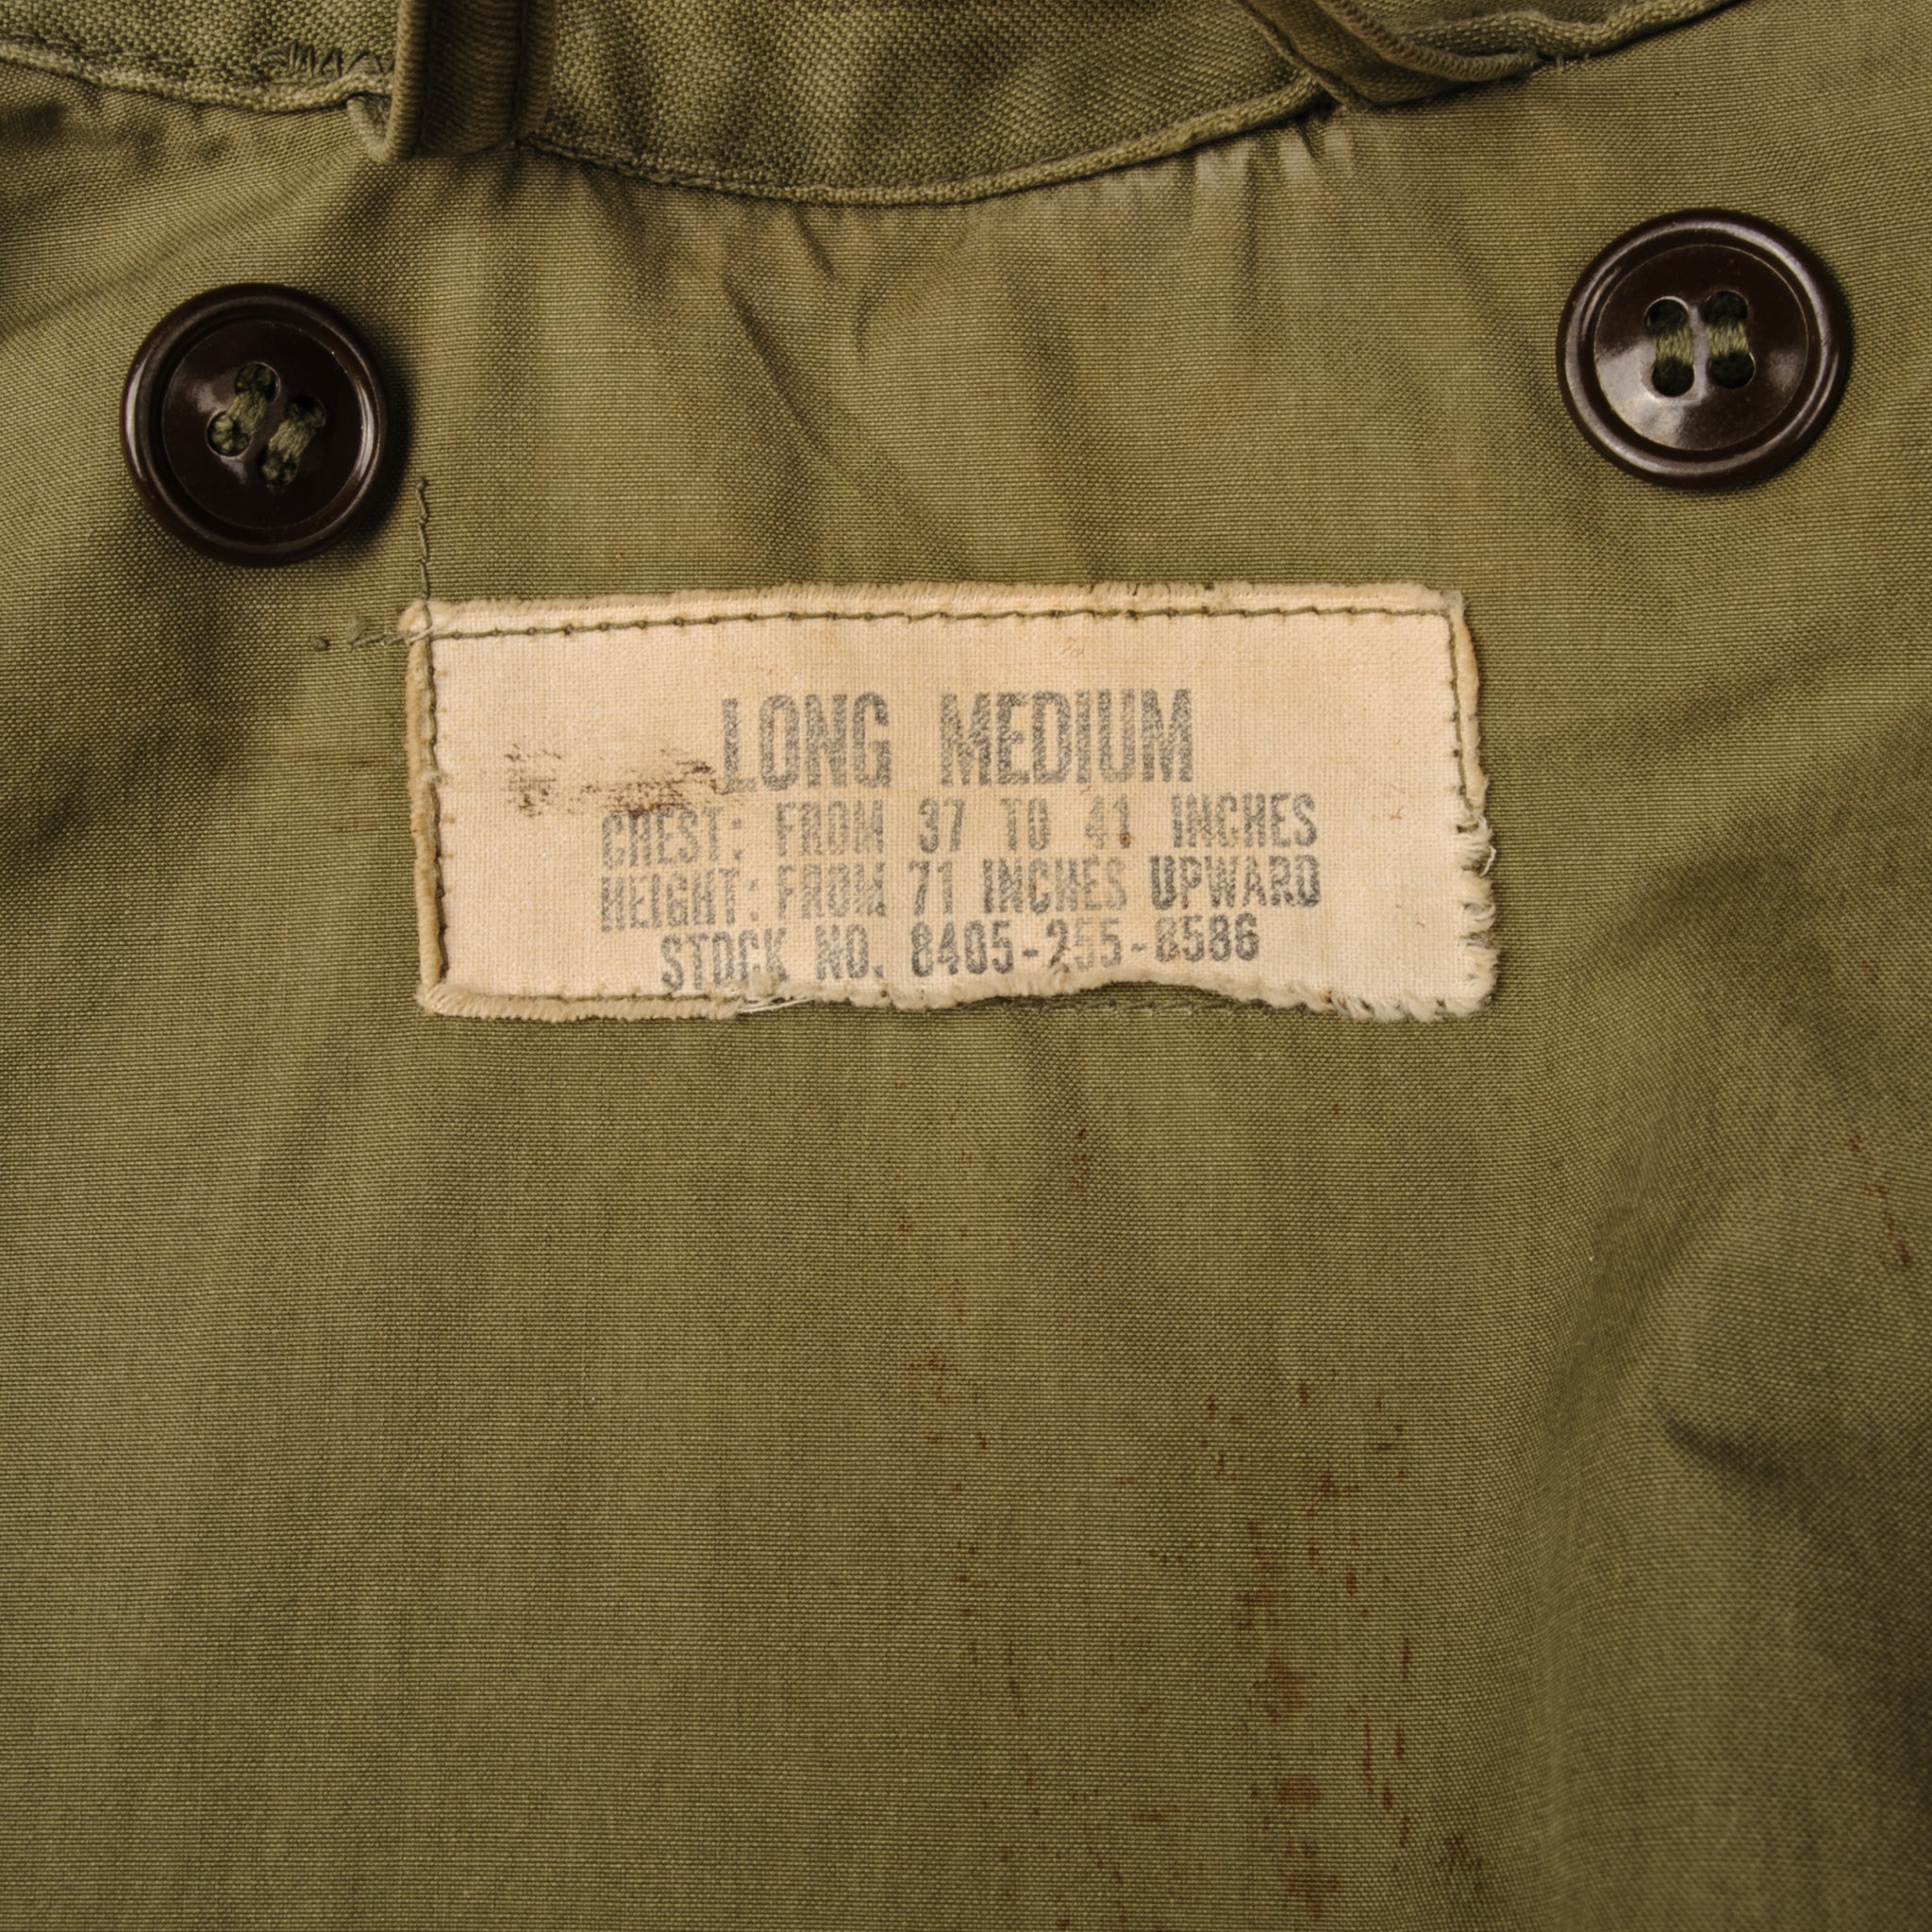 LONG MEDIUM
CHEST: FROM 37 TO 41 INCHES
HEIGHT: FROM 71 INCHES UPWARD
STOCK NO. 8405-255-8586